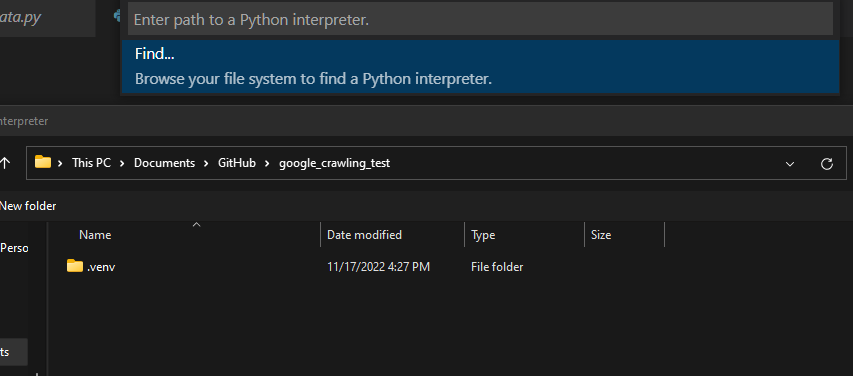 ata.py
Enter path to a Python interpreter.
Find...
Browse your file system to find a Python interpreter.
nterpreter
This PC > Documents > GitHub > google_crawling_test
New folder
Name Date modified Type Size
Perso
.venv 11/17/2022 4:27 PM File folder
ts